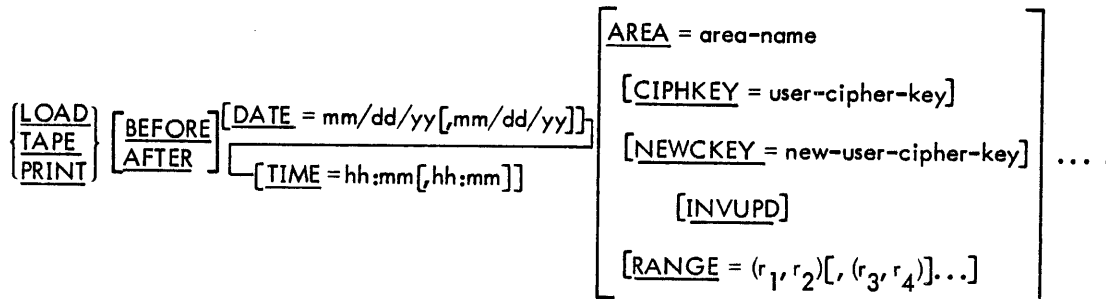 {LOAD TAPE PRINT} [BEFORE AFTER] [DATE = mm/dd/yy[,mm/dd/yy]]
[TIME = hh:mm[,hh:mm]]
[AREA = area-name
[CIPHKEY = user-cipher-key]
[NEWCKEY = new-user-cipher-key]
[INVUPD]
[RANGE = (r1, r2)[, (r3, r4)]...] ] ... .